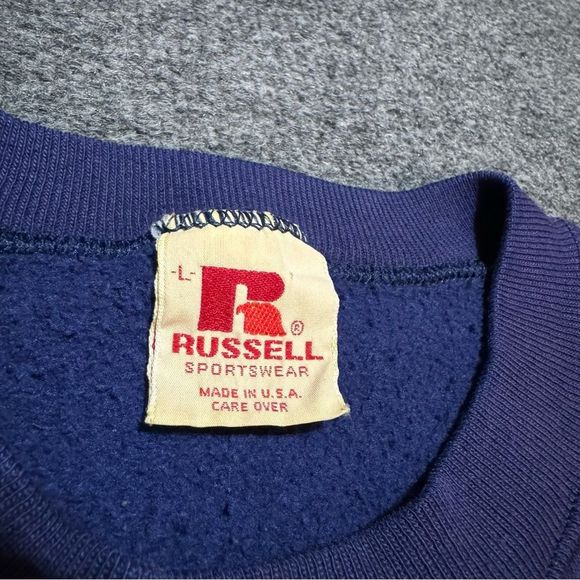 -L- R
®
RUSSELL
SPORTSWEAR
MADE IN U.S.A.
CARE OVER